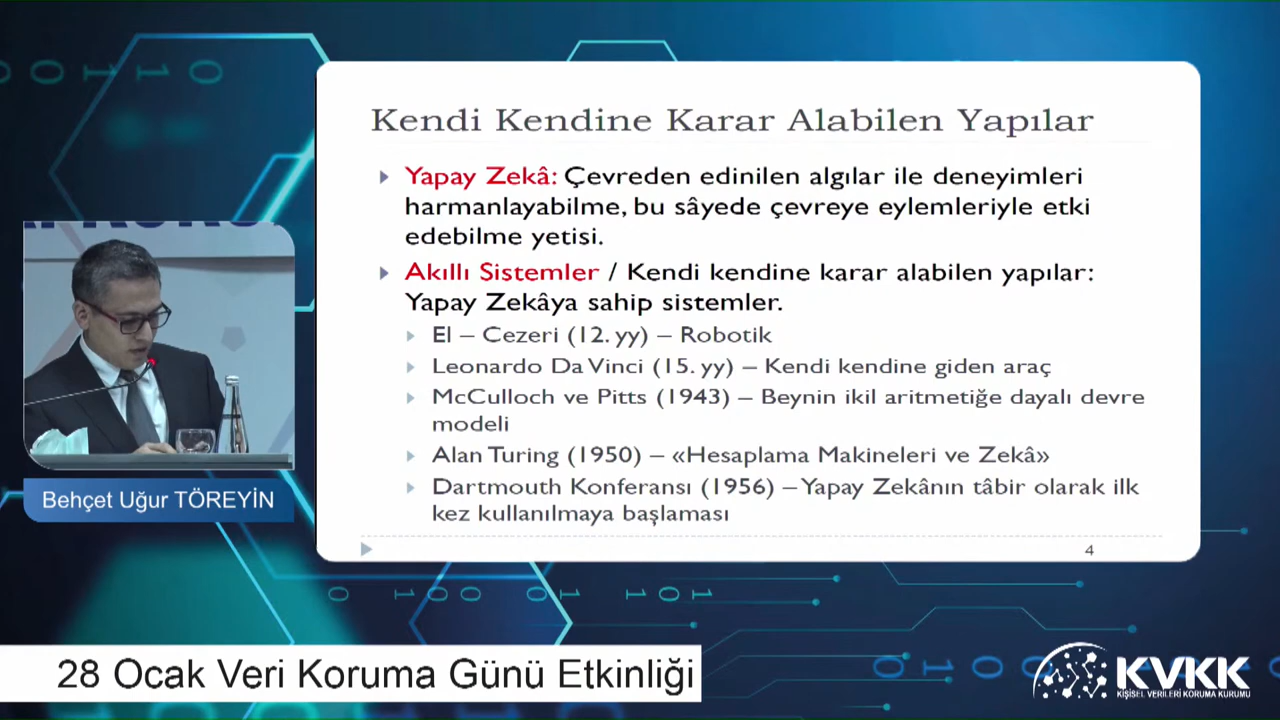 Kendi Kendine Karar Alabilen Yapılar
Yapay Zekâ: Çevreden edinilen algılar ile deneyimleri
harmanlayabilme, bu sâyede çevreye eylemleriyle etki
edebilme yetisi.
Akıllı Sistemler / Kendi kendine karar alabilen yapılar:
Yapay Zekâya sahip sistemler.
El – Cezeri (12. yy) – Robotik
Leonardo Da Vinci (15. yy) – Kendi kendine giden araç
McCulloch ve Pitts (1943) – Beynin ikil aritmetiğe dayalı devre
modeli
Alan Turing (1950) – «Hesaplama Makineleri ve Zekâ»
Dartmouth Konferansı (1956) – Yapay Zekânın tâbir olarak ilk
kez kullanılmaya başlaması
4
Behçet Uğur TÖREYİN
28 Ocak Veri Koruma Günü Etkinliği
KVKK
KİŞİSEL VERİLERİ KORUMA KURUMU